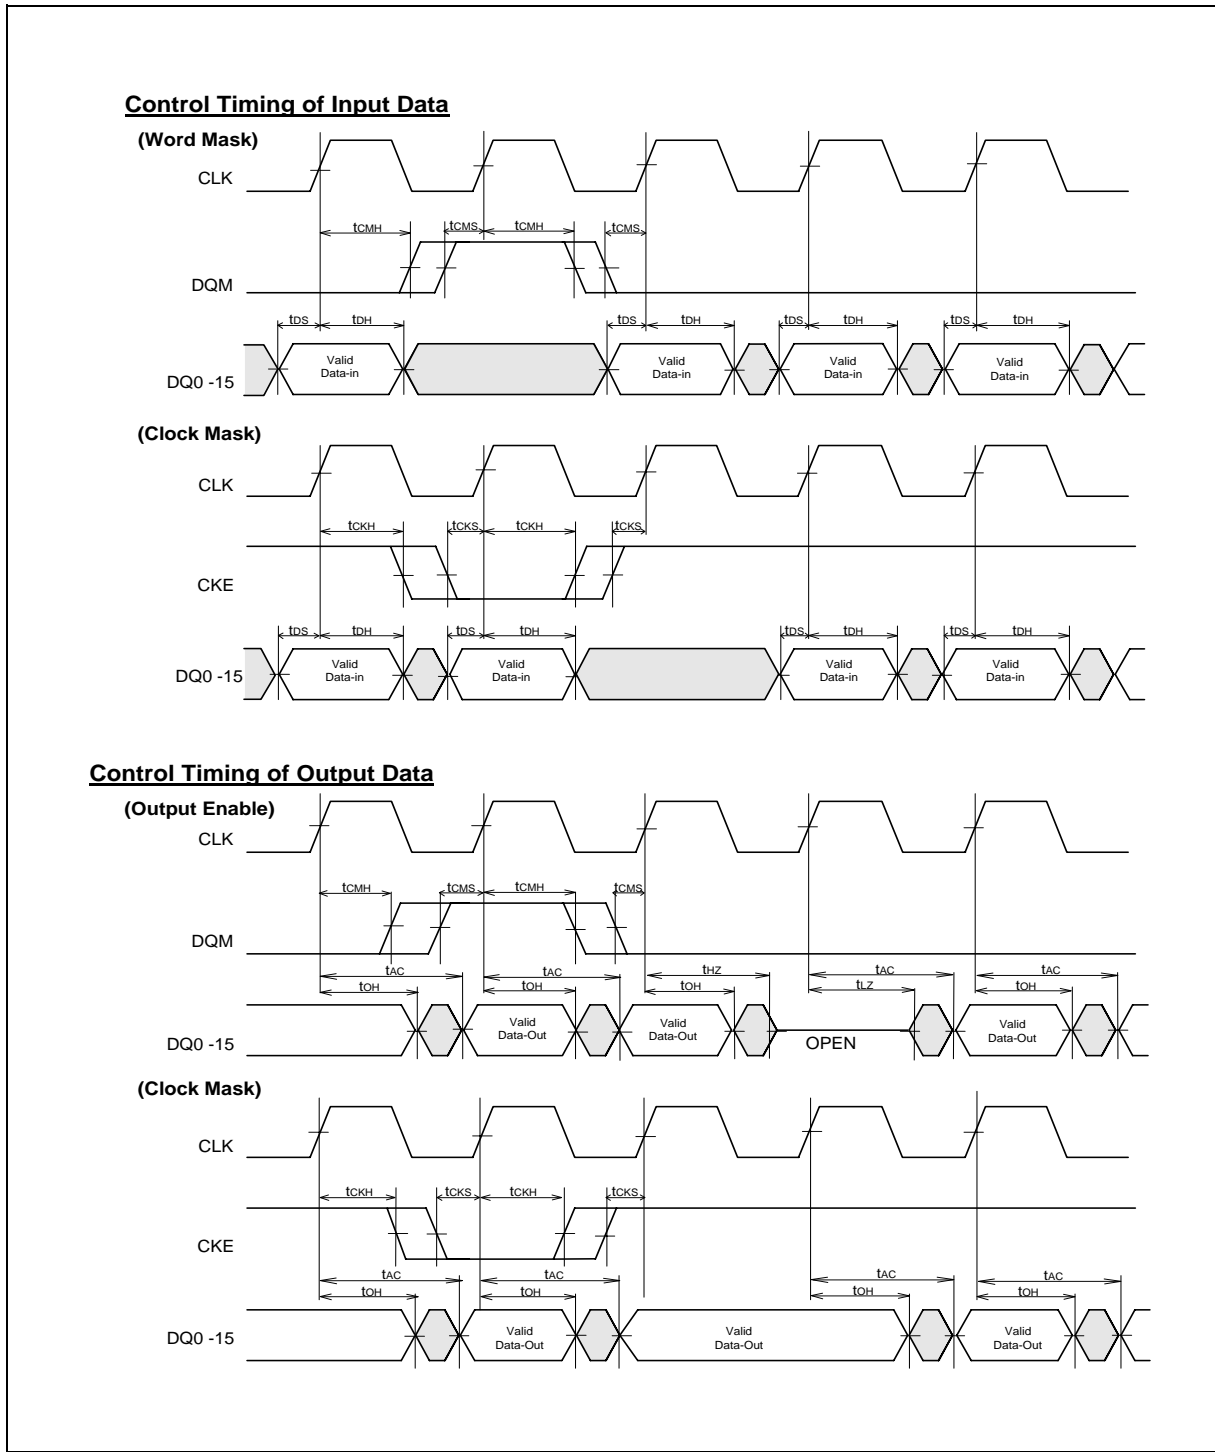 Control Timing of Input Data
(Word Mask)
CLK
tCMH tCMS tCMH tCMS
DQM
tDS tDH tDS tDH tDS tDH tDS tDH
DQ0 -15
Valid Data-in
Valid Data-in
Valid Data-in
Valid Data-in
(Clock Mask)
CLK
tCKH tCKS tCKH tCKS
CKE
tDS tDH tDS tDH tDS tDH tDS tDH
DQ0 -15
Valid Data-in
Valid Data-in
Valid Data-in
Valid Data-in
Control Timing of Output Data
(Output Enable)
CLK
tCMH tCMS tCMH tCMS
DQM
tAC tAC tHZ tAC tAC
tOH tOH tOH tLZ tOH
DQ0 -15
Valid Data-Out
Valid Data-Out
OPEN
Valid Data-Out
(Clock Mask)
CLK
tCKH tCKS tCKH tCKS
CKE
tAC tAC tAC tAC
tOH tOH tOH tOH
DQ0 -15
Valid Data-Out
Valid Data-Out
Valid Data-Out